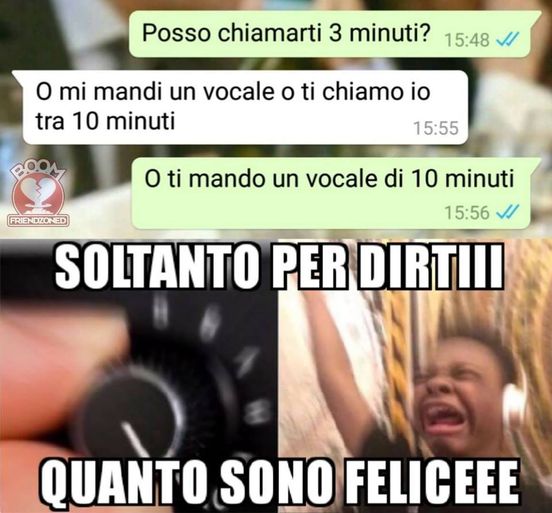 Posso chiamarti 3 minuti? 15:48
O mi mandi un vocale o ti chiamo io
tra 10 minuti
15:55
O ti mando un vocale di 10 minuti
15:56
BOOM
FRIENDZONED
SOLTANTO PER DIRTIII
QUANTO SONO FELICEEE